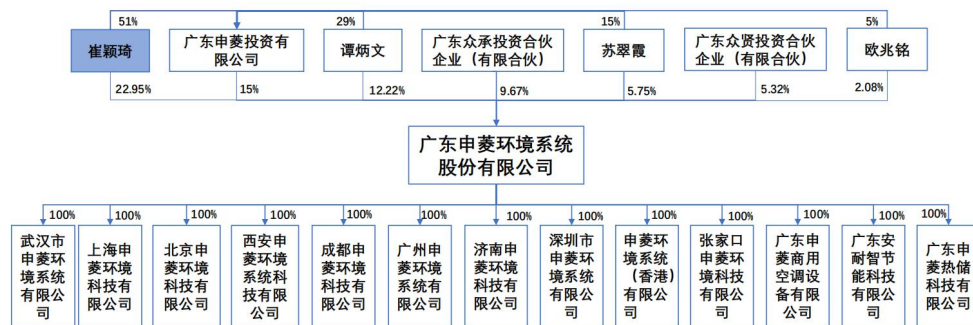 51%
29%
15%
5%
崔颖琦
广东申菱投资有
限公司
谭炳文
广东众承投资合伙
企业（有限合伙）
苏翠霞
广东众贤投资合伙
企业（有限合伙）
欧兆铭
22.95%
15%
12.22%
9.67%
5.75%
5.32%
2.08%
广东申菱环境系统
股份有限公司
100%
100%
100%
100%
100%
100%
100%
100%
100%
100%
100%
100%
100%
武汉市
申菱环
境系统
有限公
司
上海申
菱环境
科技有
限公司
北京申
菱环境
科技有
限公司
西安申
菱环境
系统科
技有限
公司
成都申
菱环境
科技有
限公司
广州申
菱环境
科技有
限公司
济南申
菱环境
科技有
限公司
深圳市
申菱环
境系统
有限公
司
申菱环
境系统
（香港）
有限公
司
张家口
申菱环
境科技
有限公
司
广东申
菱商用
空调设
备有限
公司
广东安
耐智节
能科技
有限公
司
广东申
菱热储
科技有
限公司